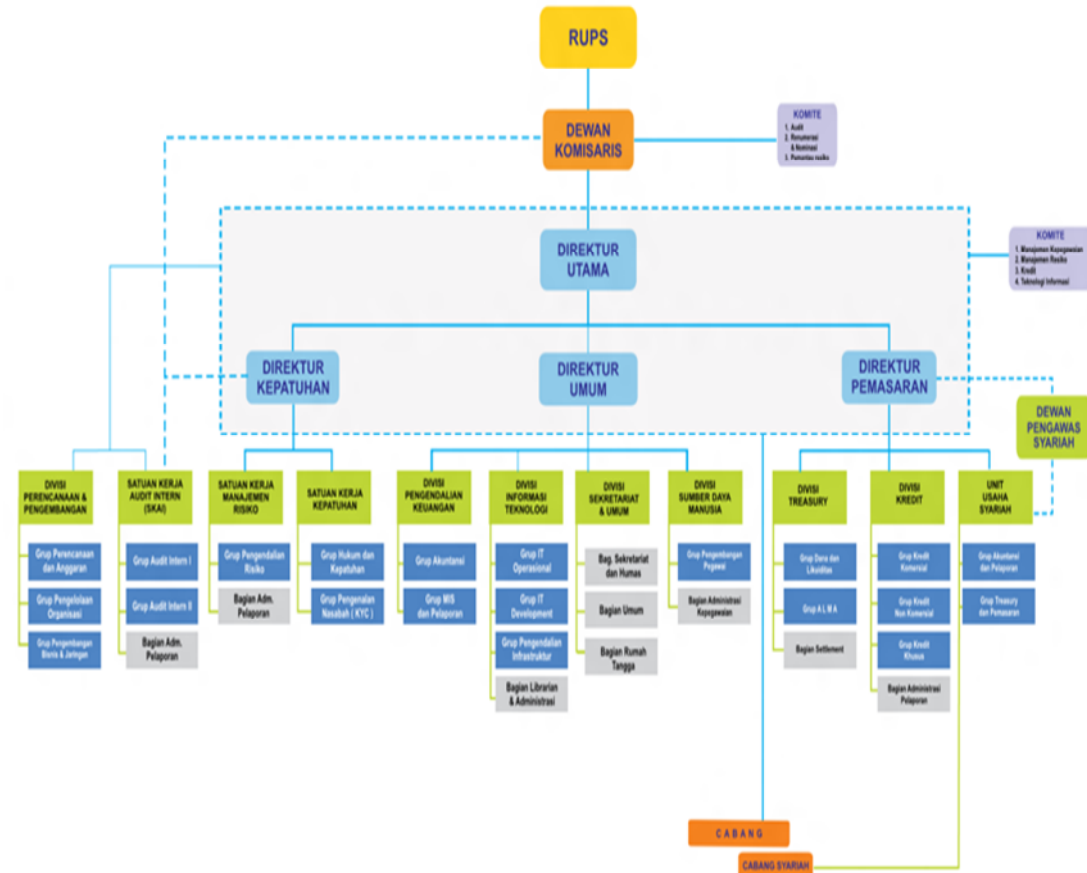 RUPS
DEWAN
KOMISARIS
KOMITE
1. Audit
2. Renumerasi
& Nominasi
3. Pemantau resiko
DIREKTUR
UTAMA
KOMITE
1. Manajemen Kepegawaian
2. Manajemen Resiko
3. Kredit
4. Teknologi Informasi
DIREKTUR
KEPATUHAN
DIREKTUR
UMUM
DIREKTUR
PEMASARAN
DEWAN
PENGAWAS
SYARIAH
DIVISI
PERENCANAAN &
PENGEMBANGAN
SATUAN KERJA
AUDIT INTERN
(SKAI)
SATUAN KERJA
MANAJEMEN
RISIKO
SATUAN KERJA
KEPATUHAN
DIVISI
PENGENDALIAN
KEUANGAN
DIVISI
INFORMASI
TEKNOLOGI
DIVISI
SEKRETARIAT
& UMUM
DIVISI
SUMBER DAYA
MANUSIA
DIVISI
TREASURY
DIVISI
KREDIT
UNIT
USAHA
SYARIAH
Grup Perencanaan
dan Anggaran
Grup Pengelolaan
Organisasi
Grup Pengembangan
Bisnis & Jaringan
Grup Audit Intern I
Grup Audit Intern II
Bagian Adm.
Pelaporan
Grup Pengendalian
Risiko
Bagian Adm.
Pelaporan
Grup Hukum dan
Kepatuhan
Grup Pengenalan
Nasabah ( KYC )
Grup Akuntansi
Grup MIS
dan Pelaporan
Grup IT
Operasional
Grup IT
Development
Grup Pengendalian
Infrastruktur
Bagian Librarian
& Administrasi
Bag. Sekretariat
dan Humas
Bagian Umum
Bagian Rumah
Tangga
Grup Pengembangan
Pegawai
Bagian Administrasi
Kepegawaian
Grup Dana dan
Likuiditas
Grup A L M A
Bagian Settlement
Grup Kredit
Komersial
Grup Kredit
Non Komersial
Grup Kredit
Khusus
Bagian Administrasi
Pelaporan
Grup Akuntansi
dan Pelaporan
Grup Treasury
dan Pemasaran
C A B A N G
CABANG SYARIAH